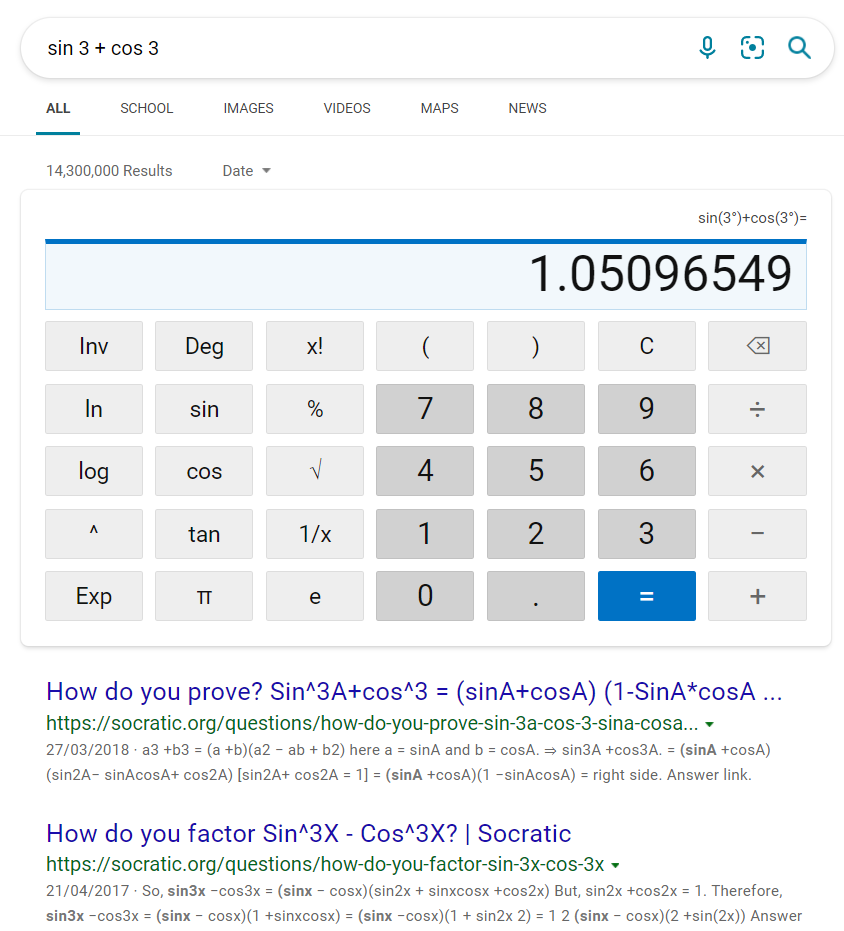 sin 3 + cos 3
ALL SCHOOL IMAGES VIDEOS MAPS NEWS
14,300,000 Results Date
sin(3°)+cos(3°)=
1.05096549
Inv Deg x! ( ) C ⌫
ln sin % 7 8 9 ÷
log cos √ 4 5 6 ×
^ tan 1/x 1 2 3 −
Exp π e 0 . = +
How do you prove? Sin^3A+cos^3 = (sinA+cosA) (1-SinA*cosA ...
https://socratic.org/questions/how-do-you-prove-sin-3a-cos-3-sina-cosa...
27/03/2018 · a3 +b3 = (a +b)(a2 − ab + b2) here a = sinA and b = cosA. ⇒ sin3A +cos3A. = (sinA +cosA)
(sin2A− sinAcosA+ cos2A) [sin2A+ cos2A = 1] = (sinA +cosA)(1 −sinAcosA) = right side. Answer link.
How do you factor Sin^3X - Cos^3X? | Socratic
https://socratic.org/questions/how-do-you-factor-sin-3x-cos-3x
21/04/2017 · So, sin3x −cos3x = (sinx − cosx)(sin2x + sinxcosx +cos2x) But, sin2x +cos2x = 1. Therefore,
sin3x −cos3x = (sinx − cosx)(1 +sinxcosx) = (sinx −cosx)(1 + sin2x 2) = 1 2 (sinx − cosx)(2 +sin(2x)) Answer